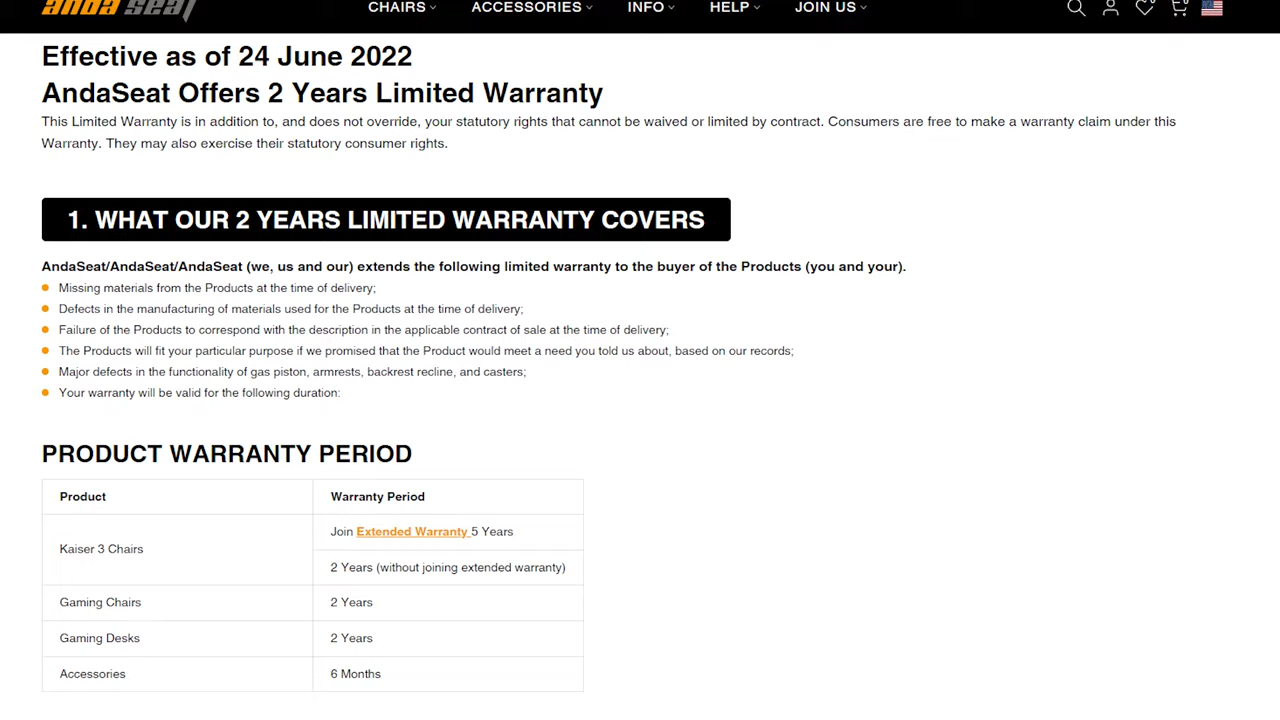 anda seat
CHAIRS ACCESSORIES INFO HELP JOIN US
Effective as of 24 June 2022
AndaSeat Offers 2 Years Limited Warranty
This Limited Warranty is in addition to, and does not override, your statutory rights that cannot be waived or limited by contract. Consumers are free to make a warranty claim under this
Warranty. They may also exercise their statutory consumer rights.
1. WHAT OUR 2 YEARS LIMITED WARRANTY COVERS
AndaSeat/AndaSeat/AndaSeat (we, us and our) extends the following limited warranty to the buyer of the Products (you and your).
Missing materials from the Products at the time of delivery;
Defects in the manufacturing of materials used for the Products at the time of delivery;
Failure of the Products to correspond with the description in the applicable contract of sale at the time of delivery;
The Products will fit your particular purpose if we promised that the Product would meet a need you told us about, based on our records;
Major defects in the functionality of gas piston, armrests, backrest recline, and casters;
Your warranty will be valid for the following duration:
PRODUCT WARRANTY PERIOD
Product Warranty Period
Join Extended Warranty 5 Years
Kaiser 3 Chairs
2 Years (without joining extended warranty)
Gaming Chairs 2 Years
Gaming Desks 2 Years
Accessories 6 Months